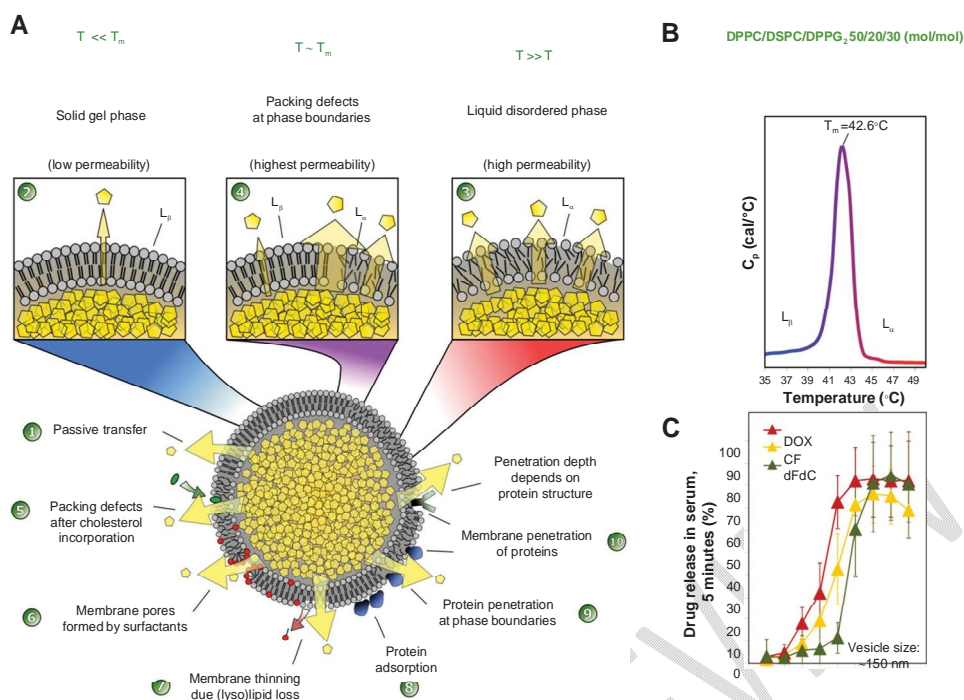 A
T << Tm
T ~ Tm
T >> T
Solid gel phase
Packing defects
at phase boundaries
Liquid disordered phase
(low permeability)
(highest permeability)
(high permeability)
2
Lβ
4
Lβ
Lα
3
Lα
1
Passive transfer
5
Packing defects
after cholesterol
incorporation
6
Membrane pores
formed by surfactants
7
Membrane thinning
due (lyso)lipid loss
Protein
adsorption
8
Protein penetration
at phase boundaries
9
Membrane penetration
of proteins
10
Penetration depth
depends on
protein structure
B
DPPC/DSPC/DPPG2 50/20/30 (mol/mol)
Tm=42.6°C
Cp (cal/°C)
Lβ
Lα
35 37 39 41 43 45 47 49
Temperature (°C)
C
DOX
CF
dFdC
Drug release in serum,
5 minutes (%)
100
90
80
70
60
50
40
30
20
10
0
Vesicle size:
~150 nm